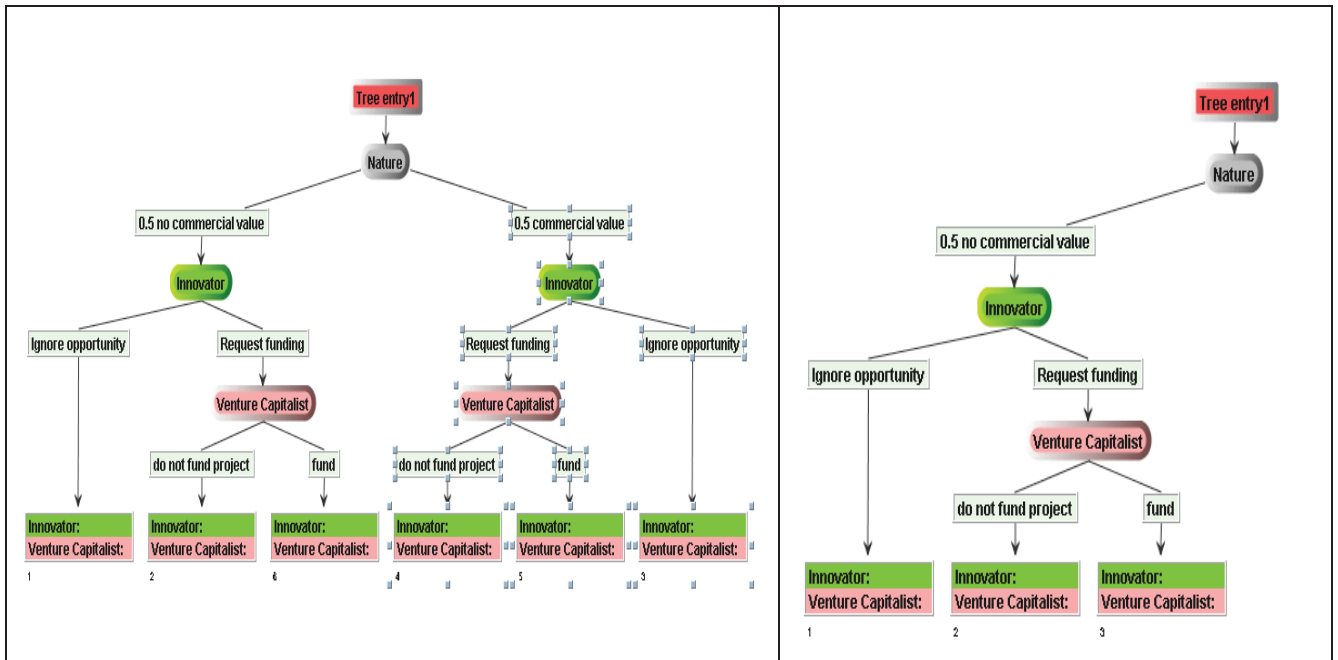 Tree entry1
Nature
0.5 no commercial value
0.5 commercial value
Innovator
Innovator
Ignore opportunity
Request funding
Request funding
Ignore opportunity
Venture Capitalist
Venture Capitalist
do not fund project
fund
do not fund project
fund
Innovator:
Venture Capitalist:
1
Innovator:
Venture Capitalist:
2
Innovator:
Venture Capitalist:
6
Innovator:
Venture Capitalist:
4
Innovator:
Venture Capitalist:
5
Innovator:
Venture Capitalist:
3
Tree entry1
Nature
0.5 no commercial value
Innovator
Ignore opportunity
Request funding
Venture Capitalist
do not fund project
fund
Innovator:
Venture Capitalist:
1
Innovator:
Venture Capitalist:
2
Innovator:
Venture Capitalist:
3